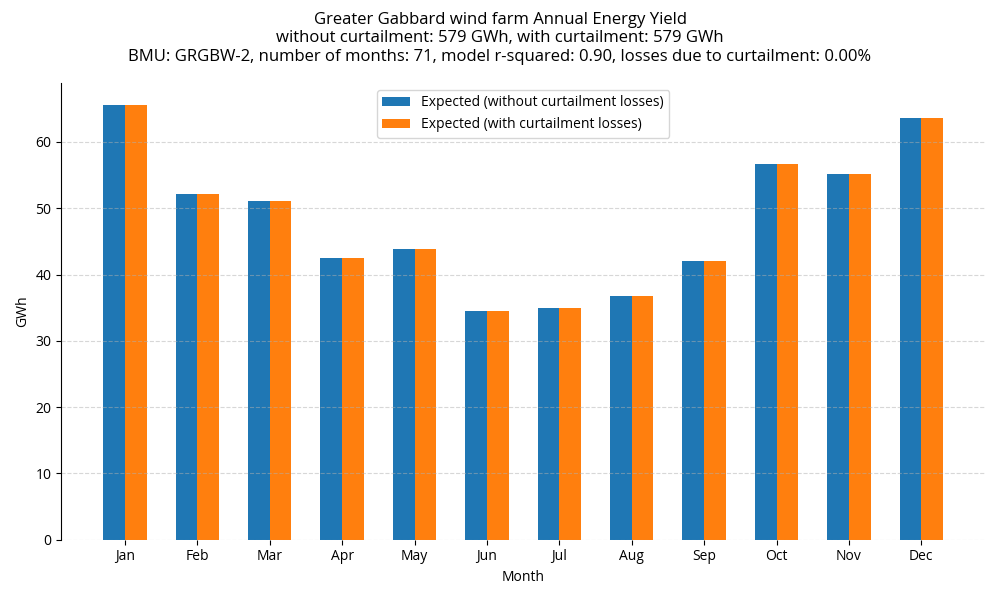 Greater Gabbard wind farm Annual Energy Yield
without curtailment: 579 GWh, with curtailment: 579 GWh
BMU: GRGBW-2, number of months: 71, model r-squared: 0.90, losses due to curtailment: 0.00%
Expected (without curtailment losses)
Expected (with curtailment losses)
GWh
60
50
40
30
20
10
0
Jan Feb Mar Apr May Jun Jul Aug Sep Oct Nov Dec
Month